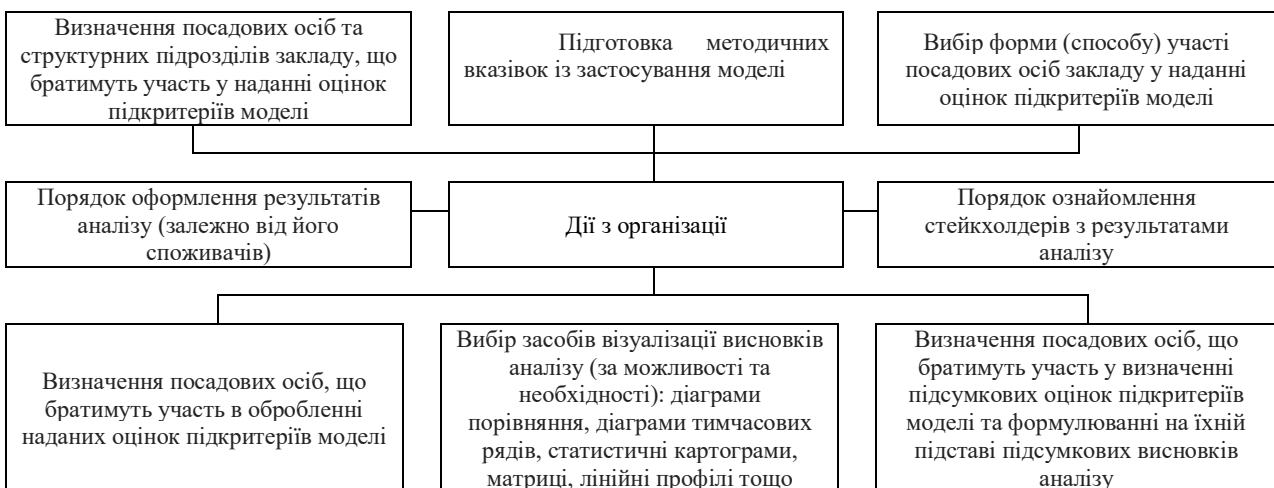 Визначення посадових осіб та
структурних підрозділів закладу, що
братимуть участь у наданні оцінок
підкритеріїв моделі
Підготовка методичних
вказівок із застосування моделі
Вибір форми (способу) участі
посадових осіб закладу у наданні
оцінок підкритеріїв моделі
Порядок оформлення результатів
аналізу (залежно від його
споживачів)
Дії з організації
Порядок ознайомлення
стейкхолдерів з результатами
аналізу
Визначення посадових осіб, що
братимуть участь в обробленні
наданих оцінок підкритеріїв моделі
Вибір засобів візуалізації висновків
аналізу (за можливості та
необхідності): діаграми
порівняння, діаграми тимчасових
рядів, статистичні картограми,
матриці, лінійні профілі тощо
Визначення посадових осіб, що
братимуть участь у визначенні
підсумкових оцінок підкритеріїв
моделі та формулюванні на їхній
підставі підсумкових висновків
аналізу